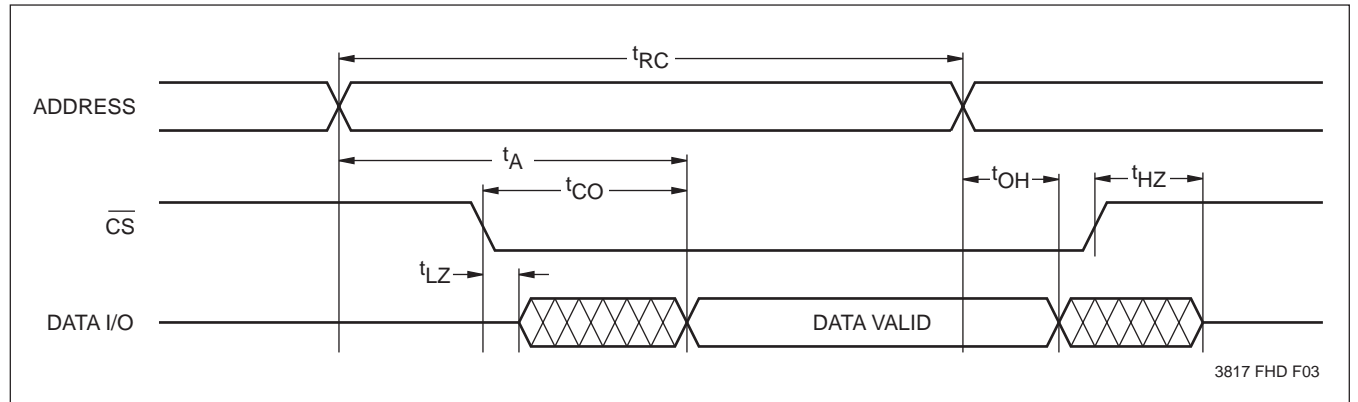 tRC
ADDRESS
tA
tCO
tOH
tHZ
CS
tLZ
DATA I/O
DATA VALID
3817 FHD F03